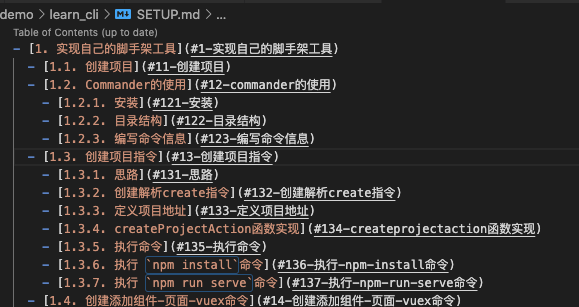 demo > learn_cli > SETUP.md > ...
Table of Contents (up to date)
- [1. 实现自己的脚手架工具](#1-实现自己的脚手架工具)
- [1.1. 创建项目](#11-创建项目)
- [1.2. Commander的使用](#12-commander的使用)
- [1.2.1. 安装](#121-安装)
- [1.2.2. 目录结构](#122-目录结构)
- [1.2.3. 编写命令信息](#123-编写命令信息)
- [1.3. 创建项目指令](#13-创建项目指令)
- [1.3.1. 思路](#131-思路)
- [1.3.2. 创建解析create指令](#132-创建解析create指令)
- [1.3.3. 定义项目地址](#133-定义项目地址)
- [1.3.4. createProjectAction函数实现](#134-createprojectaction函数实现)
- [1.3.5. 执行命令](#135-执行命令)
- [1.3.6. 执行 `npm install`命令](#136-执行-npm-install命令)
- [1.3.7. 执行 `npm run serve`命令](#137-执行-npm-run-serve命令)
- [1.4. 创建添加组件-页面-vuex命令](#14-创建添加组件-页面-vuex命令)